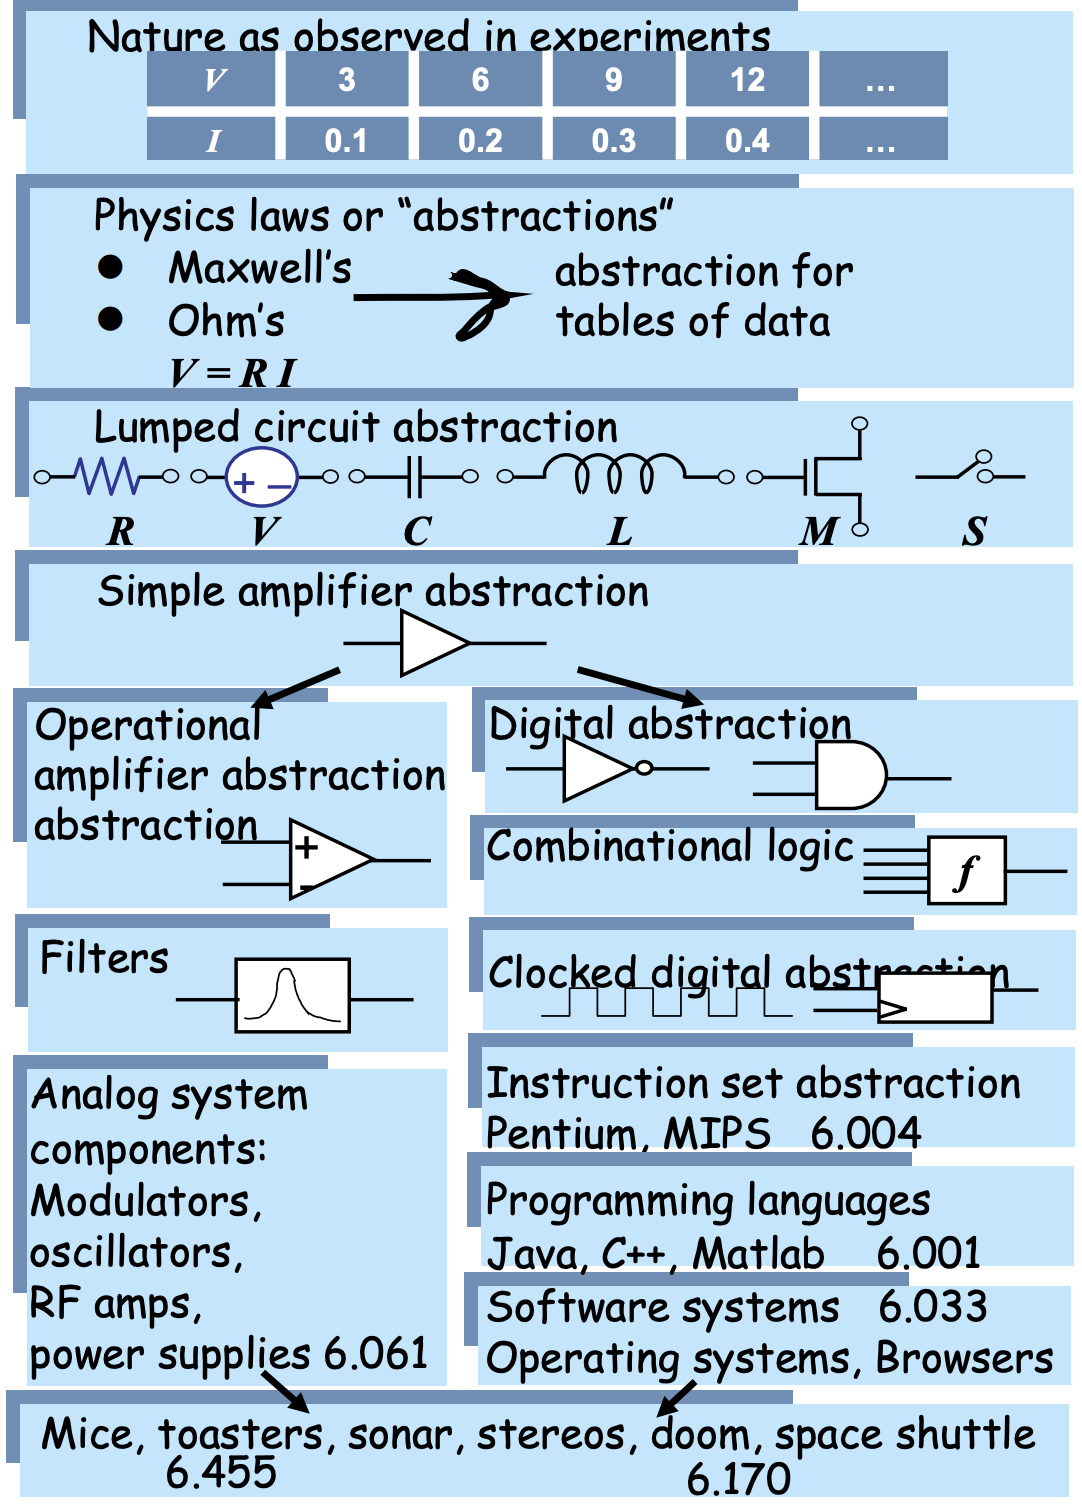 Nature as observed in experiments
V 3 6 9 12 ...
I 0.1 0.2 0.3 0.4 ...
Physics laws or “abstractions”
● Maxwell’s
● Ohm’s
V = R I
abstraction for
tables of data
Lumped circuit abstraction
+ –
R V C L M S
Simple amplifier abstraction
Operational
amplifier abstraction
abstraction
+
-
Digital abstraction
Combinational logic
f
Filters
Clocked digital abstraction
Analog system
components:
Modulators,
oscillators,
RF amps,
power supplies 6.061
Instruction set abstraction
Pentium, MIPS 6.004
Programming languages
Java, C++, Matlab 6.001
Software systems 6.033
Operating systems, Browsers
Mice, toasters, sonar, stereos, doom, space shuttle
6.455 6.170